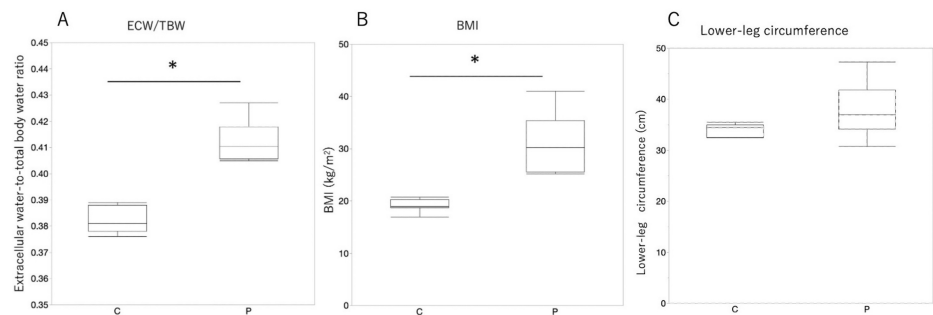 A
ECW/TBW
Extracellular water-to-total body water ratio
0.45
0.44
0.43
0.42
0.41
0.40
0.39
0.38
0.37
0.36
0.35
*
C
P
B
BMI
BMI (kg/m²)
50
40
30
20
10
0
*
C
P
C
Lower-leg circumference
Lower-leg circumference (cm)
50
40
30
20
10
0
C
P